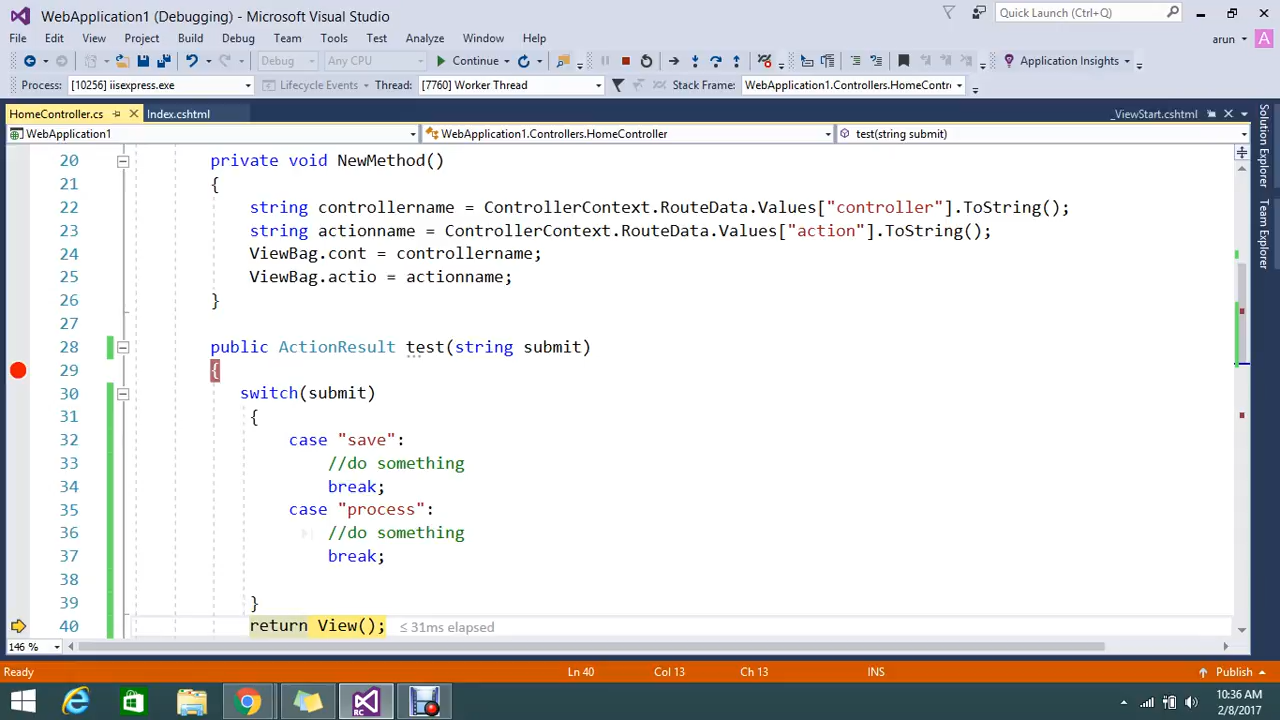 WebApplication1 (Debugging) - Microsoft Visual Studio
Quick Launch (Ctrl+Q)
File Edit View Project Build Debug Team Tools Test Analyze Window Help
arun A
Debug Any CPU Continue Application Insights
Process: [10256] iisexpress.exe Lifecycle Events Thread: [7760] Worker Thread Stack Frame: WebApplication1.Controllers.HomeContr
HomeController.cs Index.cshtml _ViewStart.cshtml
WebApplication1 WebApplication1.Controllers.HomeController test(string submit)
Solution Explorer
Team Explorer
20 private void NewMethod()
21 {
22 string controllername = ControllerContext.RouteData.Values["controller"].ToString();
23 string actionname = ControllerContext.RouteData.Values["action"].ToString();
24 ViewBag.cont = controllername;
25 ViewBag.actio = actionname;
26 }
27
28 public ActionResult test(string submit)
29 {
30 switch(submit)
31 {
32 case "save":
33 //do something
34 break;
35 case "process":
36 //do something
37 break;
38
39 }
40 return View(); ≤ 31ms elapsed
146 %
Ready Ln 40 Col 13 Ch 13 INS Publish
RC
10:36 AM
2/8/2017